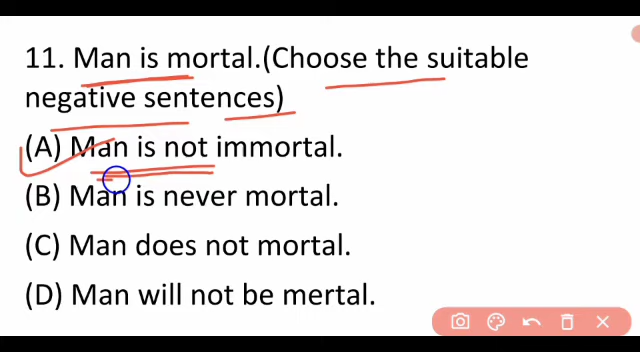 11. Man is mortal.(Choose the suitable
negative sentences)
(A) Man is not immortal.
(B) Man is never mortal.
(C) Man does not mortal.
(D) Man will not be mertal.